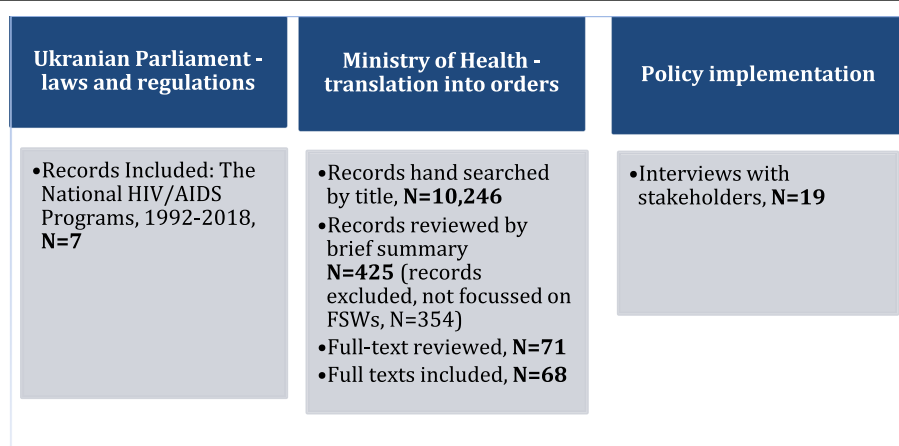 Ukranian Parliament -
laws and regulations
•Records Included: The
National HIV/AIDS
Programs, 1992-2018,
N=7
Ministry of Health -
translation into orders
•Records hand searched
by title, N=10,246
•Records reviewed by
brief summary
N=425 (records
excluded, not focussed on
FSWs, N=354)
•Full-text reviewed, N=71
•Full texts included, N=68
Policy implementation
•Interviews with
stakeholders, N=19